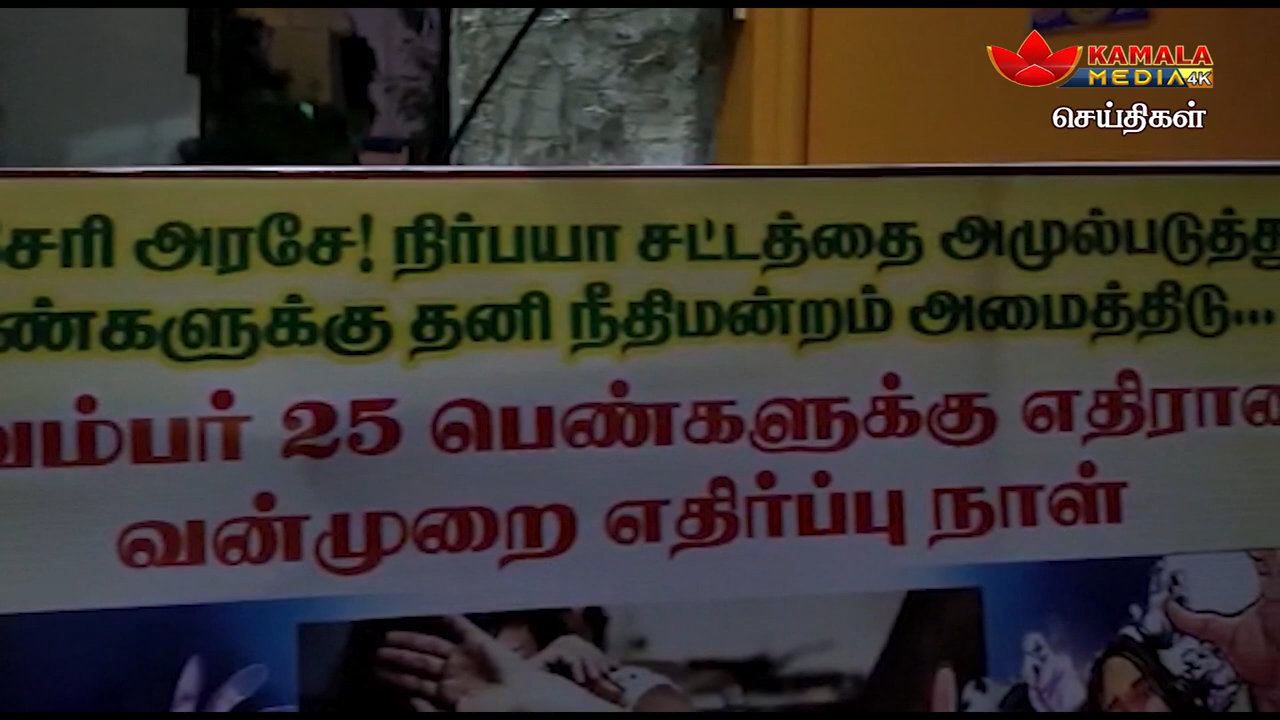 KAMALA
MEDIA 4K
செய்திகள்
சேரி அரசே! நிர்பயா சட்டத்தை அமுல்படுத்து
ண்களுக்கு தனி நீதிமன்றம் அமைத்திடு...
வம்பர் 25 பெண்களுக்கு எதிரான
வன்முறை எதிர்ப்பு நாள்